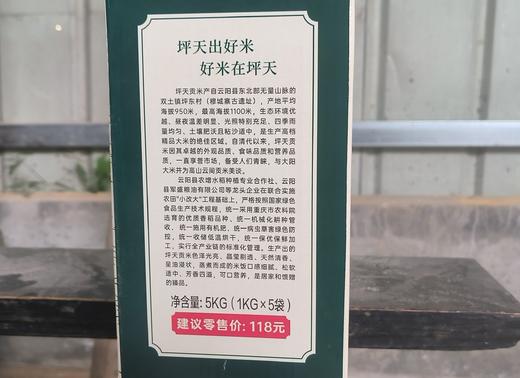 坪天出好米
好米在坪天
坪天贡米产自云阳县东北部无量山脉的
双土镇坪东村（穆城寨古遗址），产地平均
海拔950米，最高海拔1100米，生态环境优
越、昼夜温差明显、光照特别充足、四季雨
量均匀、土壤肥沃且粘沙适中，是生产高档
精品大米的绝佳区域。自清代以来，坪天贡
米因其卓越的外观品质、食味品质和营养品
质，一直享誉市场，备受人们青睐，与大阳
大米并为高山云间贡米美谈。
云阳县农增水稻种植专业合作社、云阳
县军盛粮油有限公司等龙头企业在联合实施
农田“小改大”工程基础上，严格按照国家绿色
食品生产技术规程，统一采用重庆市农科院
选育的优质香稻品种、统一机械化耕种管
收、统一施用有机肥、统一病虫草害绿色防
控、统一收储低温烘干、统一保优保鲜加
工，实行全产业链的标准化管理。生产出的
坪天贡米色泽光亮、晶莹剔透、天然清香、
呈油浸状，蒸煮而成的米饭口感细腻、松软
适中、芳香四溢，可口营养，是居家和馈赠
的臻品。
净含量: 5KG（1KG×5袋）
建议零售价: 118元